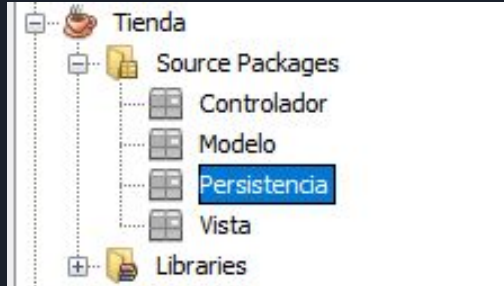 Tienda
Source Packages
Controlador
Modelo
Persistencia
Vista
Libraries